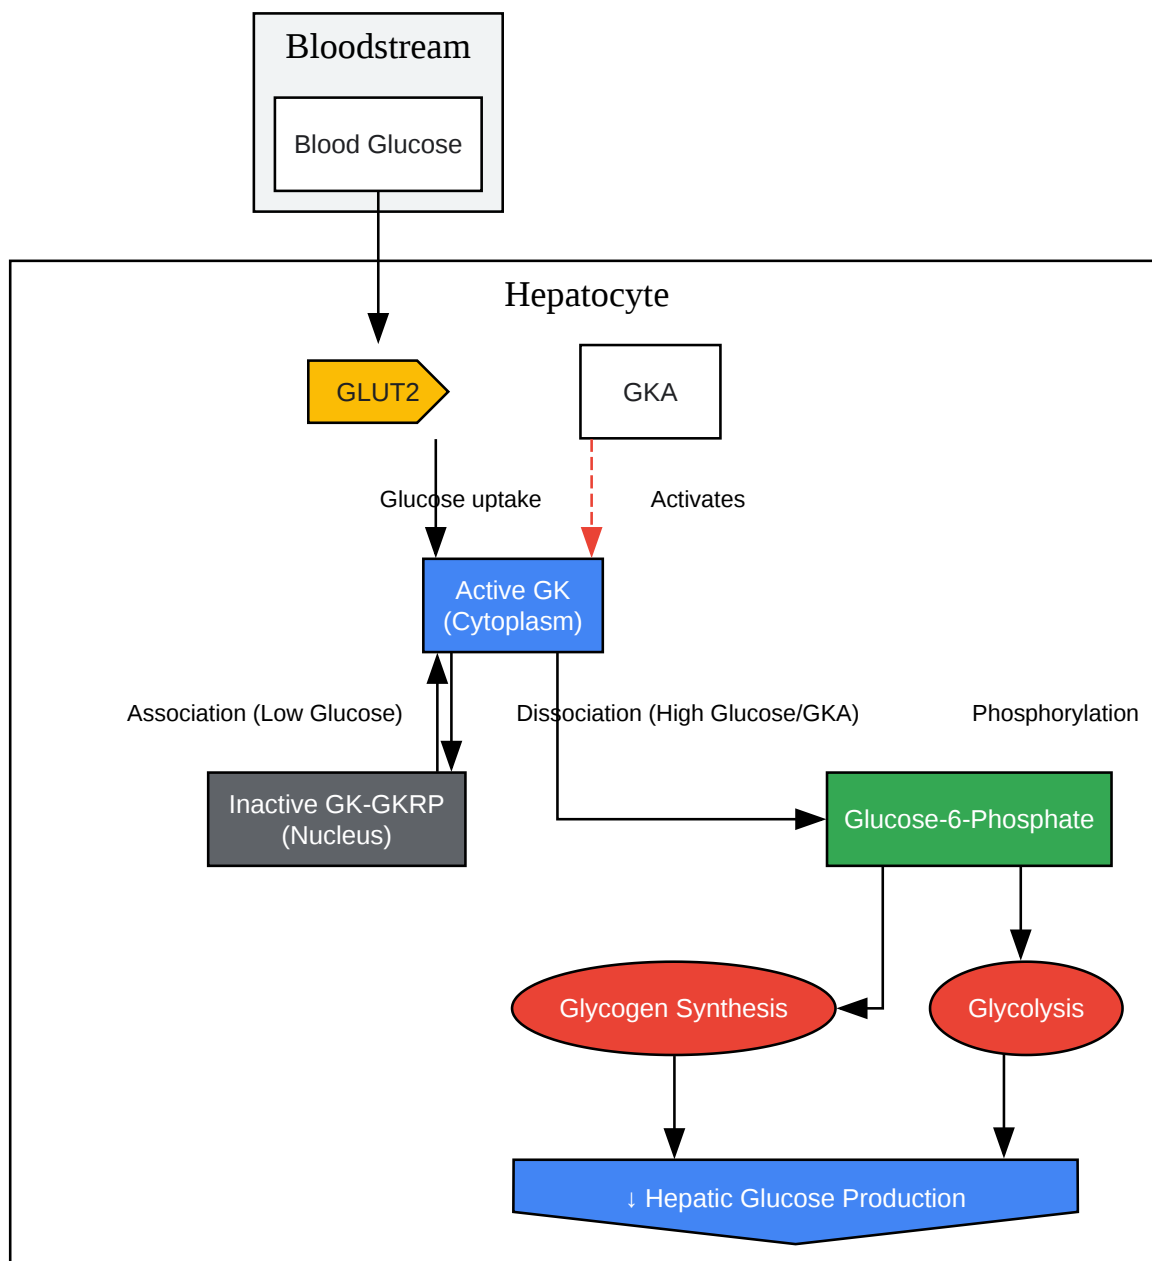 Bloodstream
Blood Glucose
Hepatocyte
GLUT2
GKA
Glucose uptake
Activates
Active GK
(Cytoplasm)
Association (Low Glucose)
Dissociation (High Glucose/GKA)
Phosphorylation
Inactive GK-GKRP
(Nucleus)
Glucose-6-Phosphate
Glycogen Synthesis
Glycolysis
↓ Hepatic Glucose Production